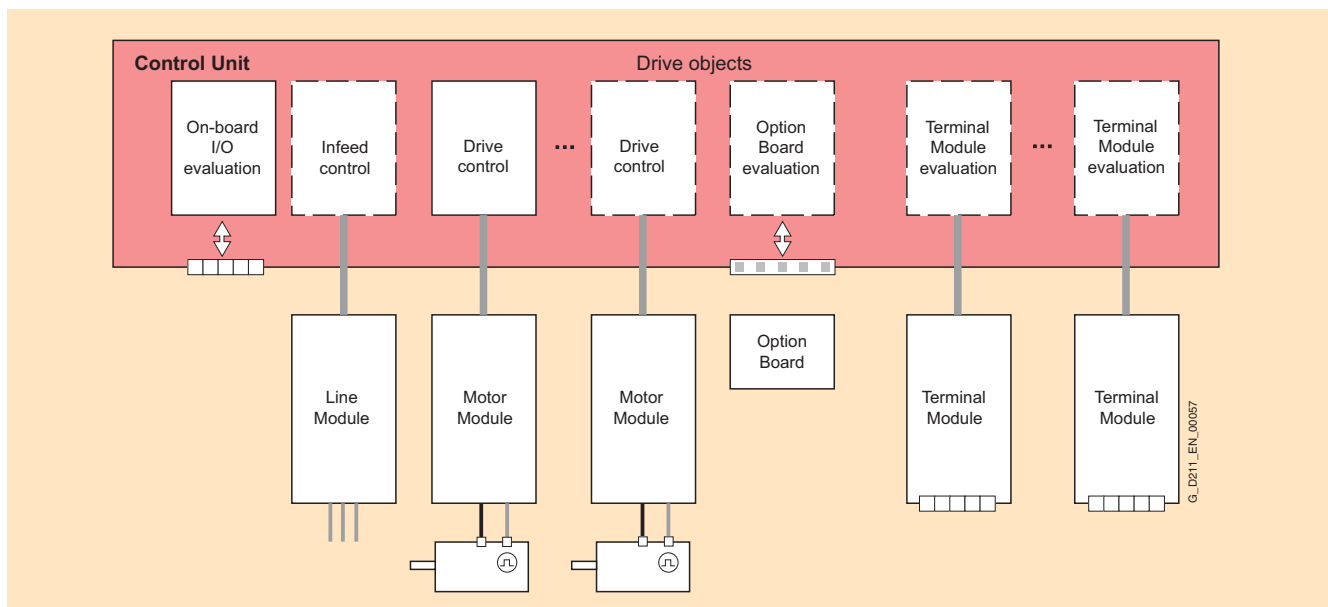 Control Unit
Drive objects
On-board
I/O
evaluation
Infeed
control
Drive
control
...
Drive
control
Option
Board
evaluation
Terminal
Module
evaluation
...
Terminal
Module
evaluation
Line
Module
Motor
Module
Motor
Module
Option
Board
Terminal
Module
Terminal
Module
G_D211_EN_00057